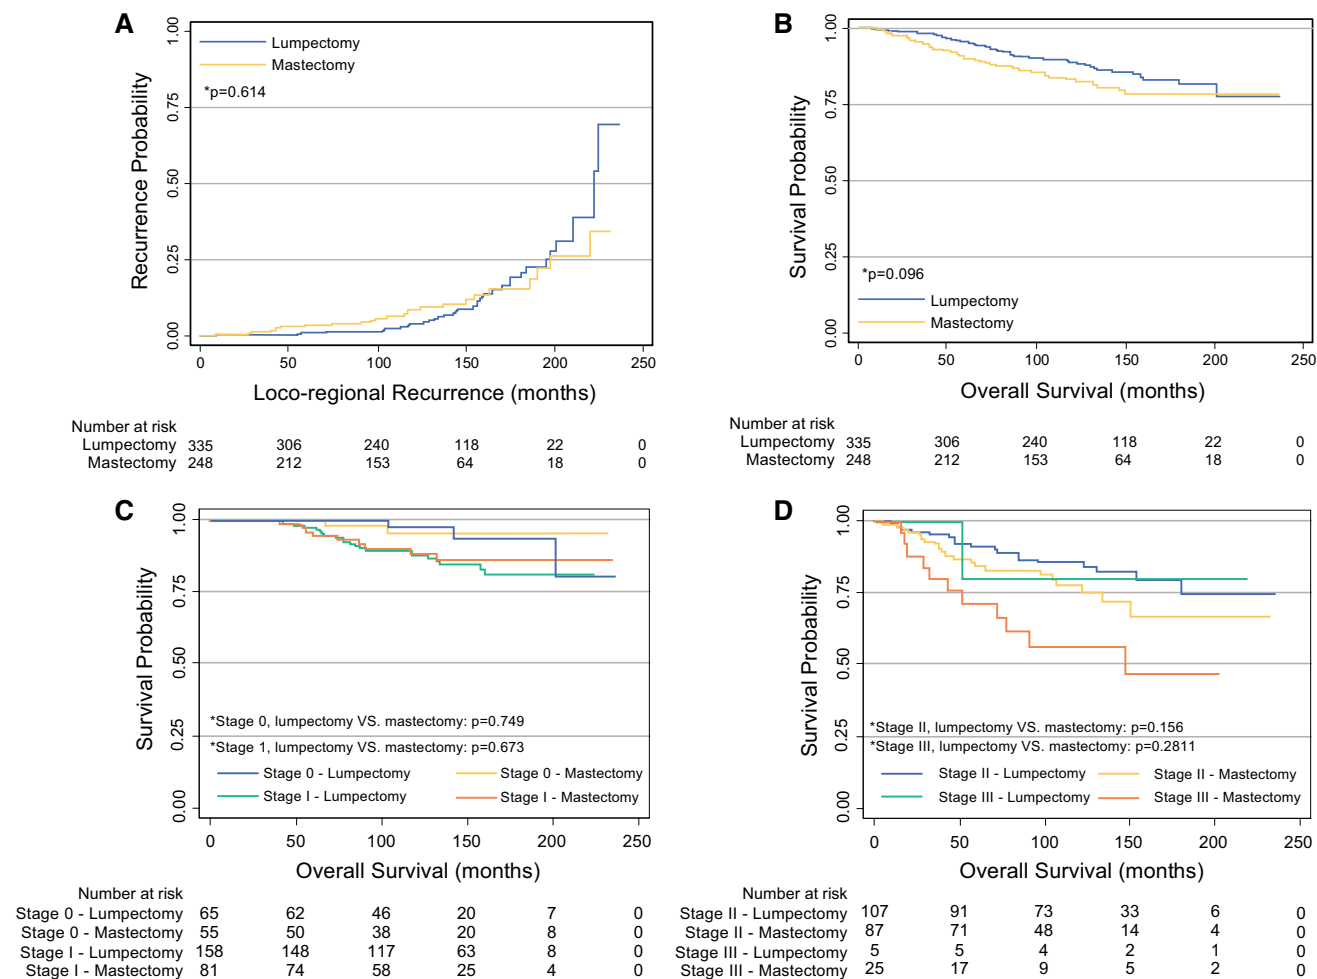 A
Lumpectomy
Mastectomy
*p=0.614
Recurrence Probability
1.00
0.75
0.50
0.25
0.00
0 50 100 150 200 250
Loco-regional Recurrence (months)
Number at risk
Lumpectomy 335 306 240 118 22 0
Mastectomy 248 212 153 64 18 0
B
Survival Probability
1.00
0.75
0.50
0.25
0.00
*p=0.096
Lumpectomy
Mastectomy
0 50 100 150 200 250
Overall Survival (months)
Number at risk
Lumpectomy 335 306 240 118 22 0
Mastectomy 248 212 153 64 18 0
C
Survival Probability
1.00
0.75
0.50
0.25
0.00
*Stage 0, lumpectomy VS. mastectomy: p=0.749
*Stage 1, lumpectomy VS. mastectomy: p=0.673
Stage 0 - Lumpectomy Stage 0 - Mastectomy
Stage I - Lumpectomy Stage I - Mastectomy
0 50 100 150 200 250
Overall Survival (months)
Number at risk
Stage 0 - Lumpectomy 65 62 46 20 7 0
Stage 0 - Mastectomy 55 50 38 20 8 0
Stage I - Lumpectomy 158 148 117 63 8 0
Stage I - Mastectomy 81 74 58 25 4 0
D
Survival Probability
1.00
0.75
0.50
0.25
0.00
*Stage II, lumpectomy VS. mastectomy: p=0.156
*Stage III, lumpectomy VS. mastectomy: p=0.2811
Stage II - Lumpectomy Stage II - Mastectomy
Stage III - Lumpectomy Stage III - Mastectomy
0 50 100 150 200 250
Overall Survival (months)
Number at risk
Stage II - Lumpectomy 107 91 73 33 6 0
Stage II - Mastectomy 87 71 48 14 4 0
Stage III - Lumpectomy 5 5 4 2 1 0
Stage III - Mastectomy 25 17 9 5 2 0